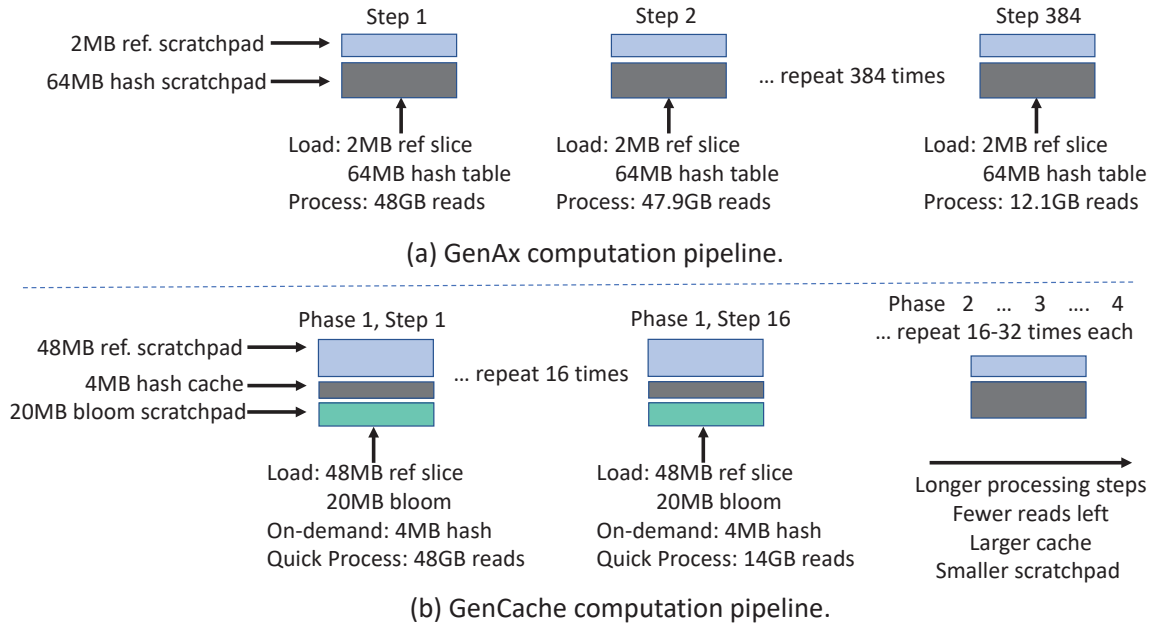 Step 1
Step 2
Step 384
2MB ref. scratchpad
64MB hash scratchpad
... repeat 384 times
Load: 2MB ref slice
64MB hash table
Process: 48GB reads
Load: 2MB ref slice
64MB hash table
Process: 47.9GB reads
Load: 2MB ref slice
64MB hash table
Process: 12.1GB reads
(a) GenAx computation pipeline.
Phase 1, Step 1
Phase 1, Step 16
Phase 2 ... 3 .... 4
... repeat 16-32 times each
48MB ref. scratchpad
4MB hash cache
20MB bloom scratchpad
... repeat 16 times
Load: 48MB ref slice
20MB bloom
On-demand: 4MB hash
Quick Process: 48GB reads
Load: 48MB ref slice
20MB bloom
On-demand: 4MB hash
Quick Process: 14GB reads
Longer processing steps
Fewer reads left
Larger cache
Smaller scratchpad
(b) GenCache computation pipeline.